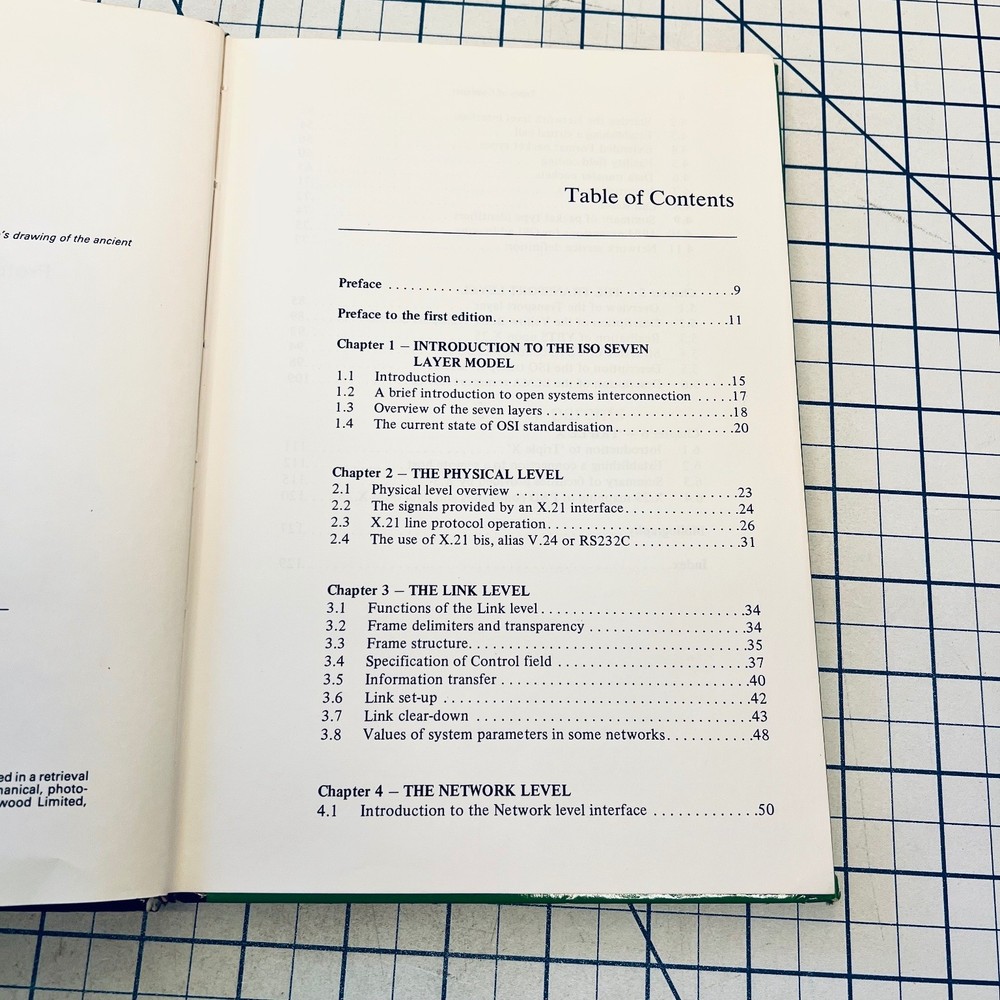 's drawing of the ancient
ed in a retrieval
hanical, photo-
wood Limited,
Table of Contents
Preface ............................................9
Preface to the first edition..............................11
Chapter 1 – INTRODUCTION TO THE ISO SEVEN
LAYER MODEL
1.1 Introduction ...................................15
1.2 A brief introduction to open systems interconnection .....17
1.3 Overview of the seven layers .......................18
1.4 The current state of OSI standardisation...............20
Chapter 2 – THE PHYSICAL LEVEL
2.1 Physical level overview ...........................23
2.2 The signals provided by an X.21 interface..............24
2.3 X.21 line protocol operation........................26
2.4 The use of X.21 bis, alias V.24 or RS232C .............31
Chapter 3 – THE LINK LEVEL
3.1 Functions of the Link level.........................34
3.2 Frame delimiters and transparency ...................34
3.3 Frame structure..................................35
3.4 Specification of Control field .......................37
3.5 Information transfer ..............................40
3.6 Link set-up .....................................42
3.7 Link clear-down .................................43
3.8 Values of system parameters in some networks...........48
Chapter 4 – THE NETWORK LEVEL
4.1 Introduction to the Network level interface .............50